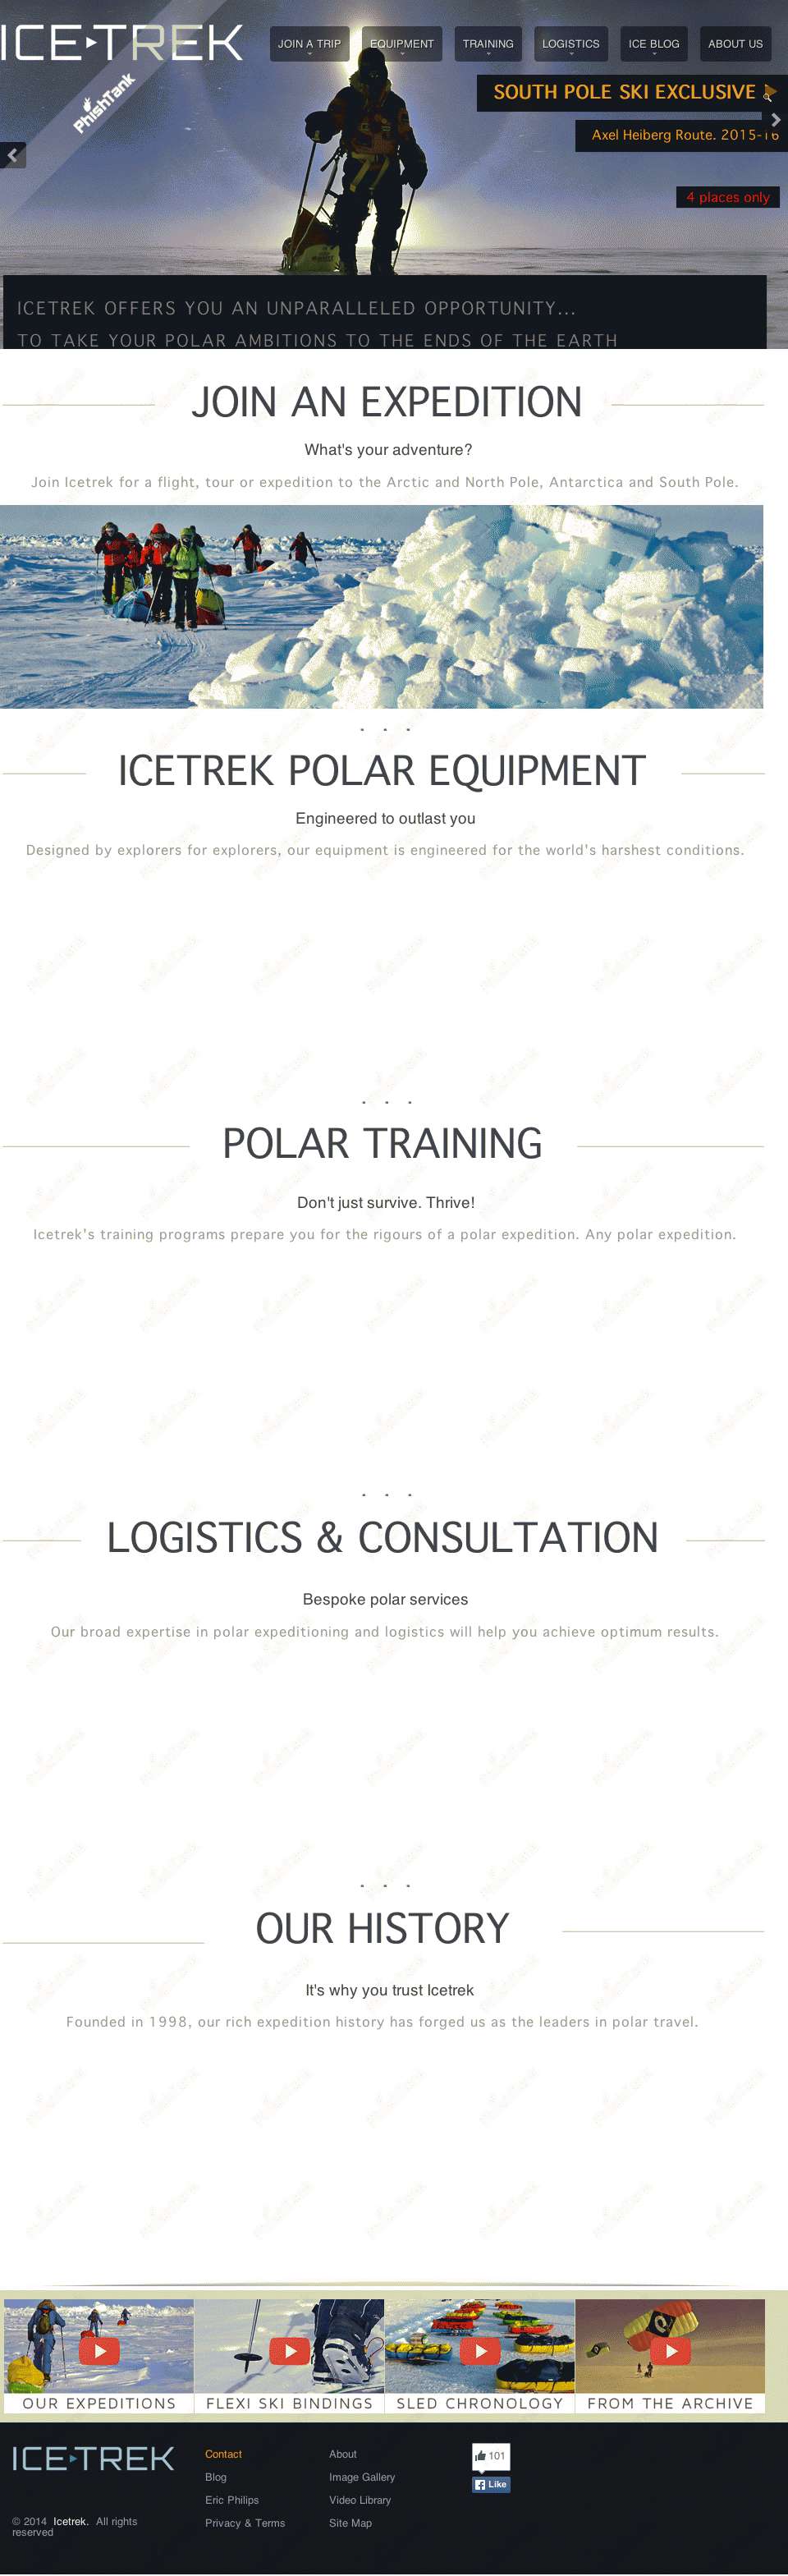 ICE TREK
JOIN A TRIP
EQUIPMENT
TRAINING
LOGISTICS
ICE BLOG
ABOUT US
PhishTank
SOUTH POLE SKI EXCLUSIVE
Axel Heiberg Route. 2015-16
4 places only
ICETREK OFFERS YOU AN UNPARALLELED OPPORTUNITY...
TO TAKE YOUR POLAR AMBITIONS TO THE ENDS OF THE EARTH
JOIN AN EXPEDITION
What's your adventure?
Join Icetrek for a flight, tour or expedition to the Arctic and North Pole, Antarctica and South Pole.
. . .
ICETREK POLAR EQUIPMENT
Engineered to outlast you
Designed by explorers for explorers, our equipment is engineered for the world's harshest conditions.
. . .
POLAR TRAINING
Don't just survive. Thrive!
Icetrek's training programs prepare you for the rigours of a polar expedition. Any polar expedition.
. . .
LOGISTICS & CONSULTATION
Bespoke polar services
Our broad expertise in polar expeditioning and logistics will help you achieve optimum results.
. . .
OUR HISTORY
It's why you trust Icetrek
Founded in 1998, our rich expedition history has forged us as the leaders in polar travel.
OUR EXPEDITIONS
FLEXI SKI BINDINGS
SLED CHRONOLOGY
FROM THE ARCHIVE
ICE TREK
© 2014 Icetrek. All rights
reserved
Contact
Blog
Eric Philips
Privacy & Terms
About
Image Gallery
Video Library
Site Map
101
Like